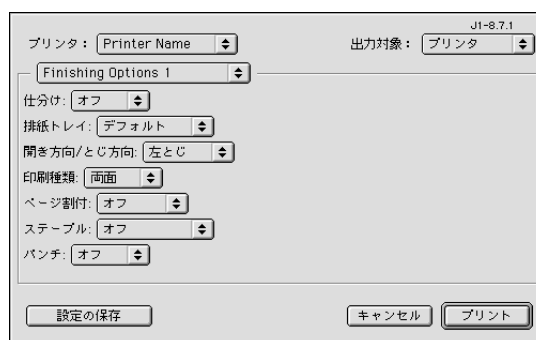 J1-8.7.1
プリンタ： Printer Name 出力対象： プリンタ
Finishing Options 1
仕分け: オフ
排紙トレイ: デフォルト
開き方向/とじ方向: 左とじ
印刷種類: 両面
ページ割付: オフ
ステープル: オフ
パンチ: オフ
設定の保存 キャンセル プリント